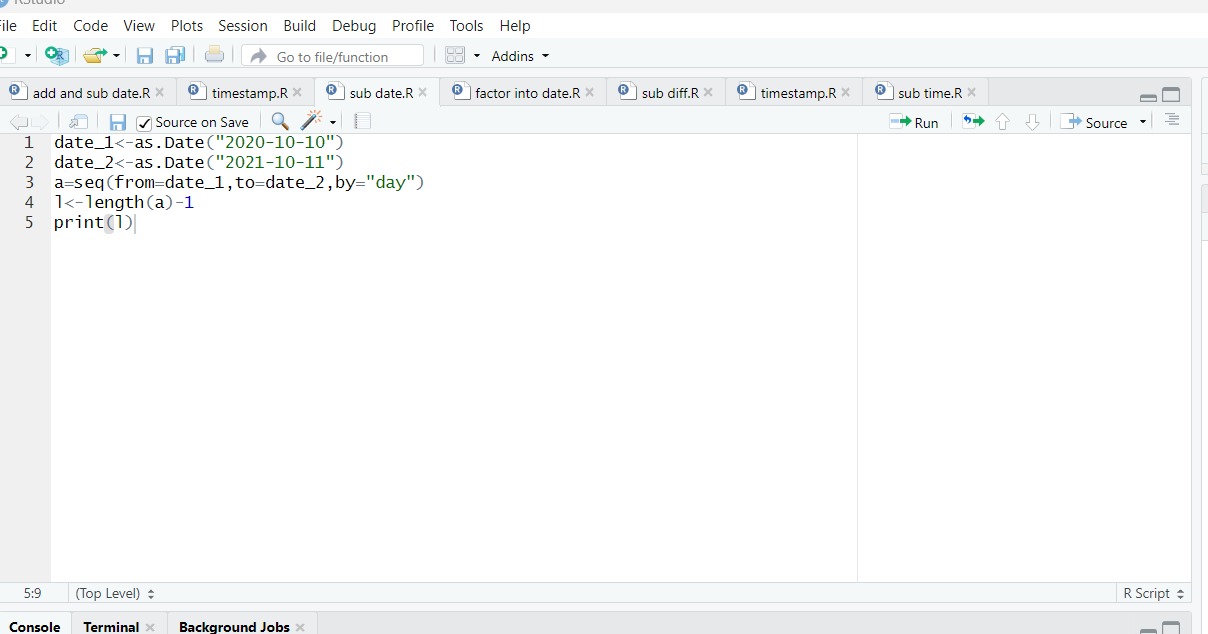 RStudio
ile Edit Code View Plots Session Build Debug Profile Tools Help
Go to file/function Addins
add and sub date.R timestamp.R sub date.R factor into date.R sub diff.R timestamp.R sub time.R
Source on Save Run Source
1 date_1<-as.Date("2020-10-10")
2 date_2<-as.Date("2021-10-11")
3 a=seq(from=date_1,to=date_2,by="day")
4 l<-length(a)-1
5 print(l)
5:9 (Top Level) R Script
Console Terminal Background Jobs